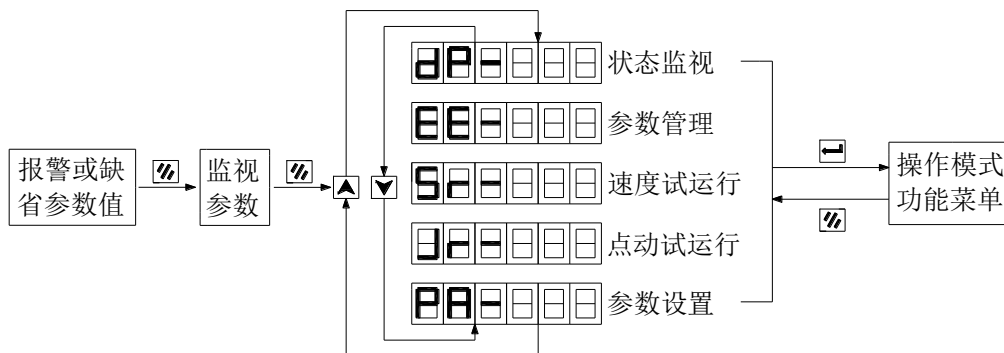 报警或缺
省参数值
监视
参数
dP- 状态监视
EE- 参数管理
Sr- 速度试运行
Jr- 点动试运行
PA- 参数设置
操作模式
功能菜单